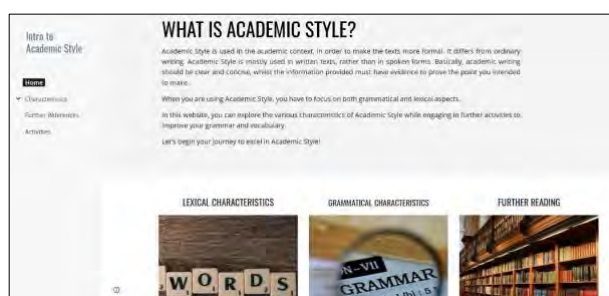 Intro to
Academic Style
Home
Characteristics
Further References
Activities
WHAT IS ACADEMIC STYLE?
Academic Style is used in the academic context, in order to make the texts more formal. It differs from ordinary
writing. Academic Style is mostly used in written texts, rather than in spoken forms. Basically, academic writing
should be clear and concise, whilst the information provided must have evidence to prove the point you intended
to make.
When you are using Academic Style, you have to focus on both grammatical and lexical aspects.
In this website, you can explore the various characteristics of Academic Style while engaging in further activities to
improve your grammar and vocabulary.
Let's begin your journey to excel in Academic Style!
LEXICAL CHARACTERISTICS
GRAMMATICAL CHARACTERISTICS
FURTHER READING
WORDS
N-VII
GRAMMAR